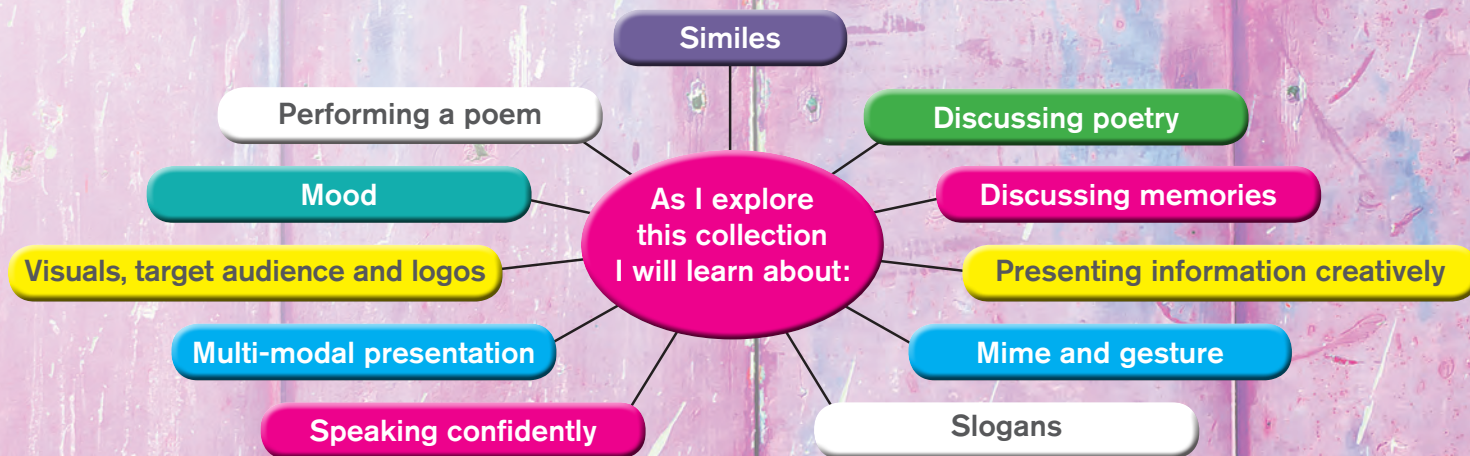 Similes
Performing a poem
Discussing poetry
Mood
Discussing memories
As I explore
this collection
I will learn about:
Visuals, target audience and logos
Presenting information creatively
Multi-modal presentation
Mime and gesture
Speaking confidently
Slogans